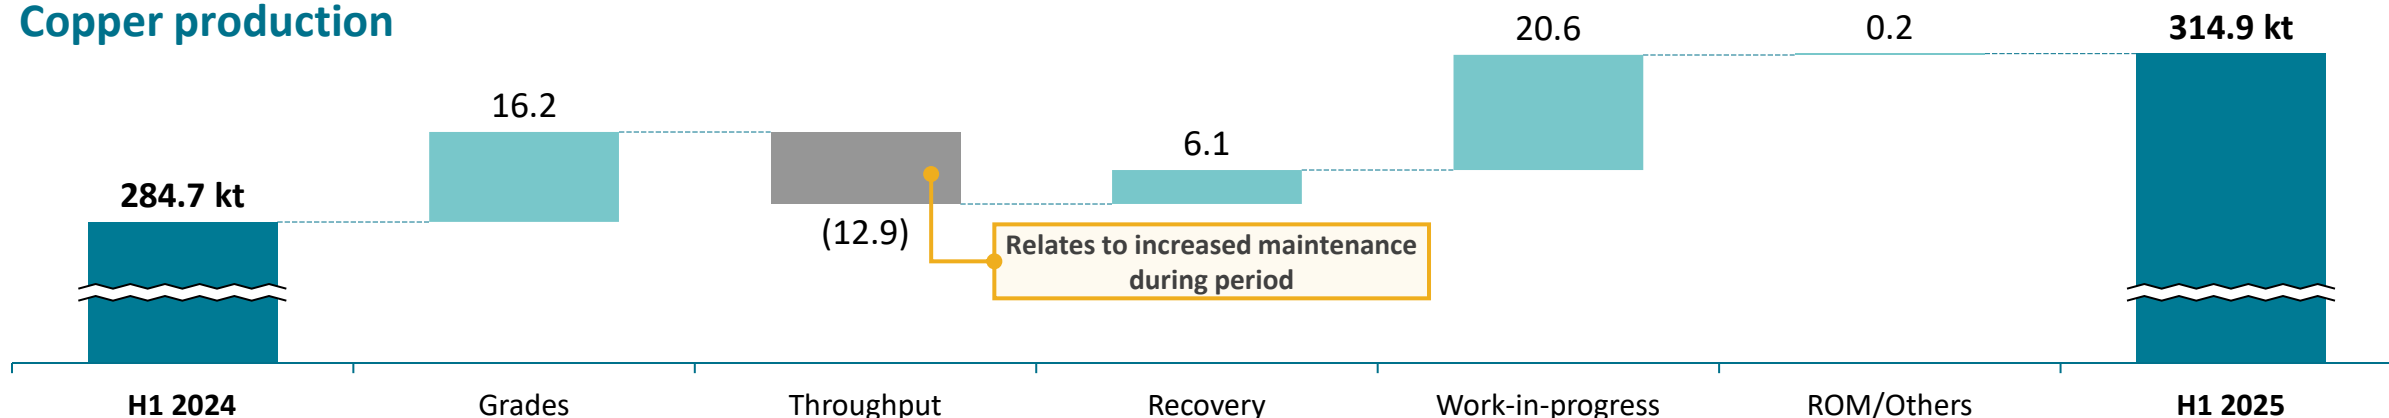 Copper production
284.7 kt
16.2
(12.9)
6.1
20.6
0.2
314.9 kt
Relates to increased maintenance
during period
H1 2024
Grades
Throughput
Recovery
Work-in-progress
ROM/Others
H1 2025